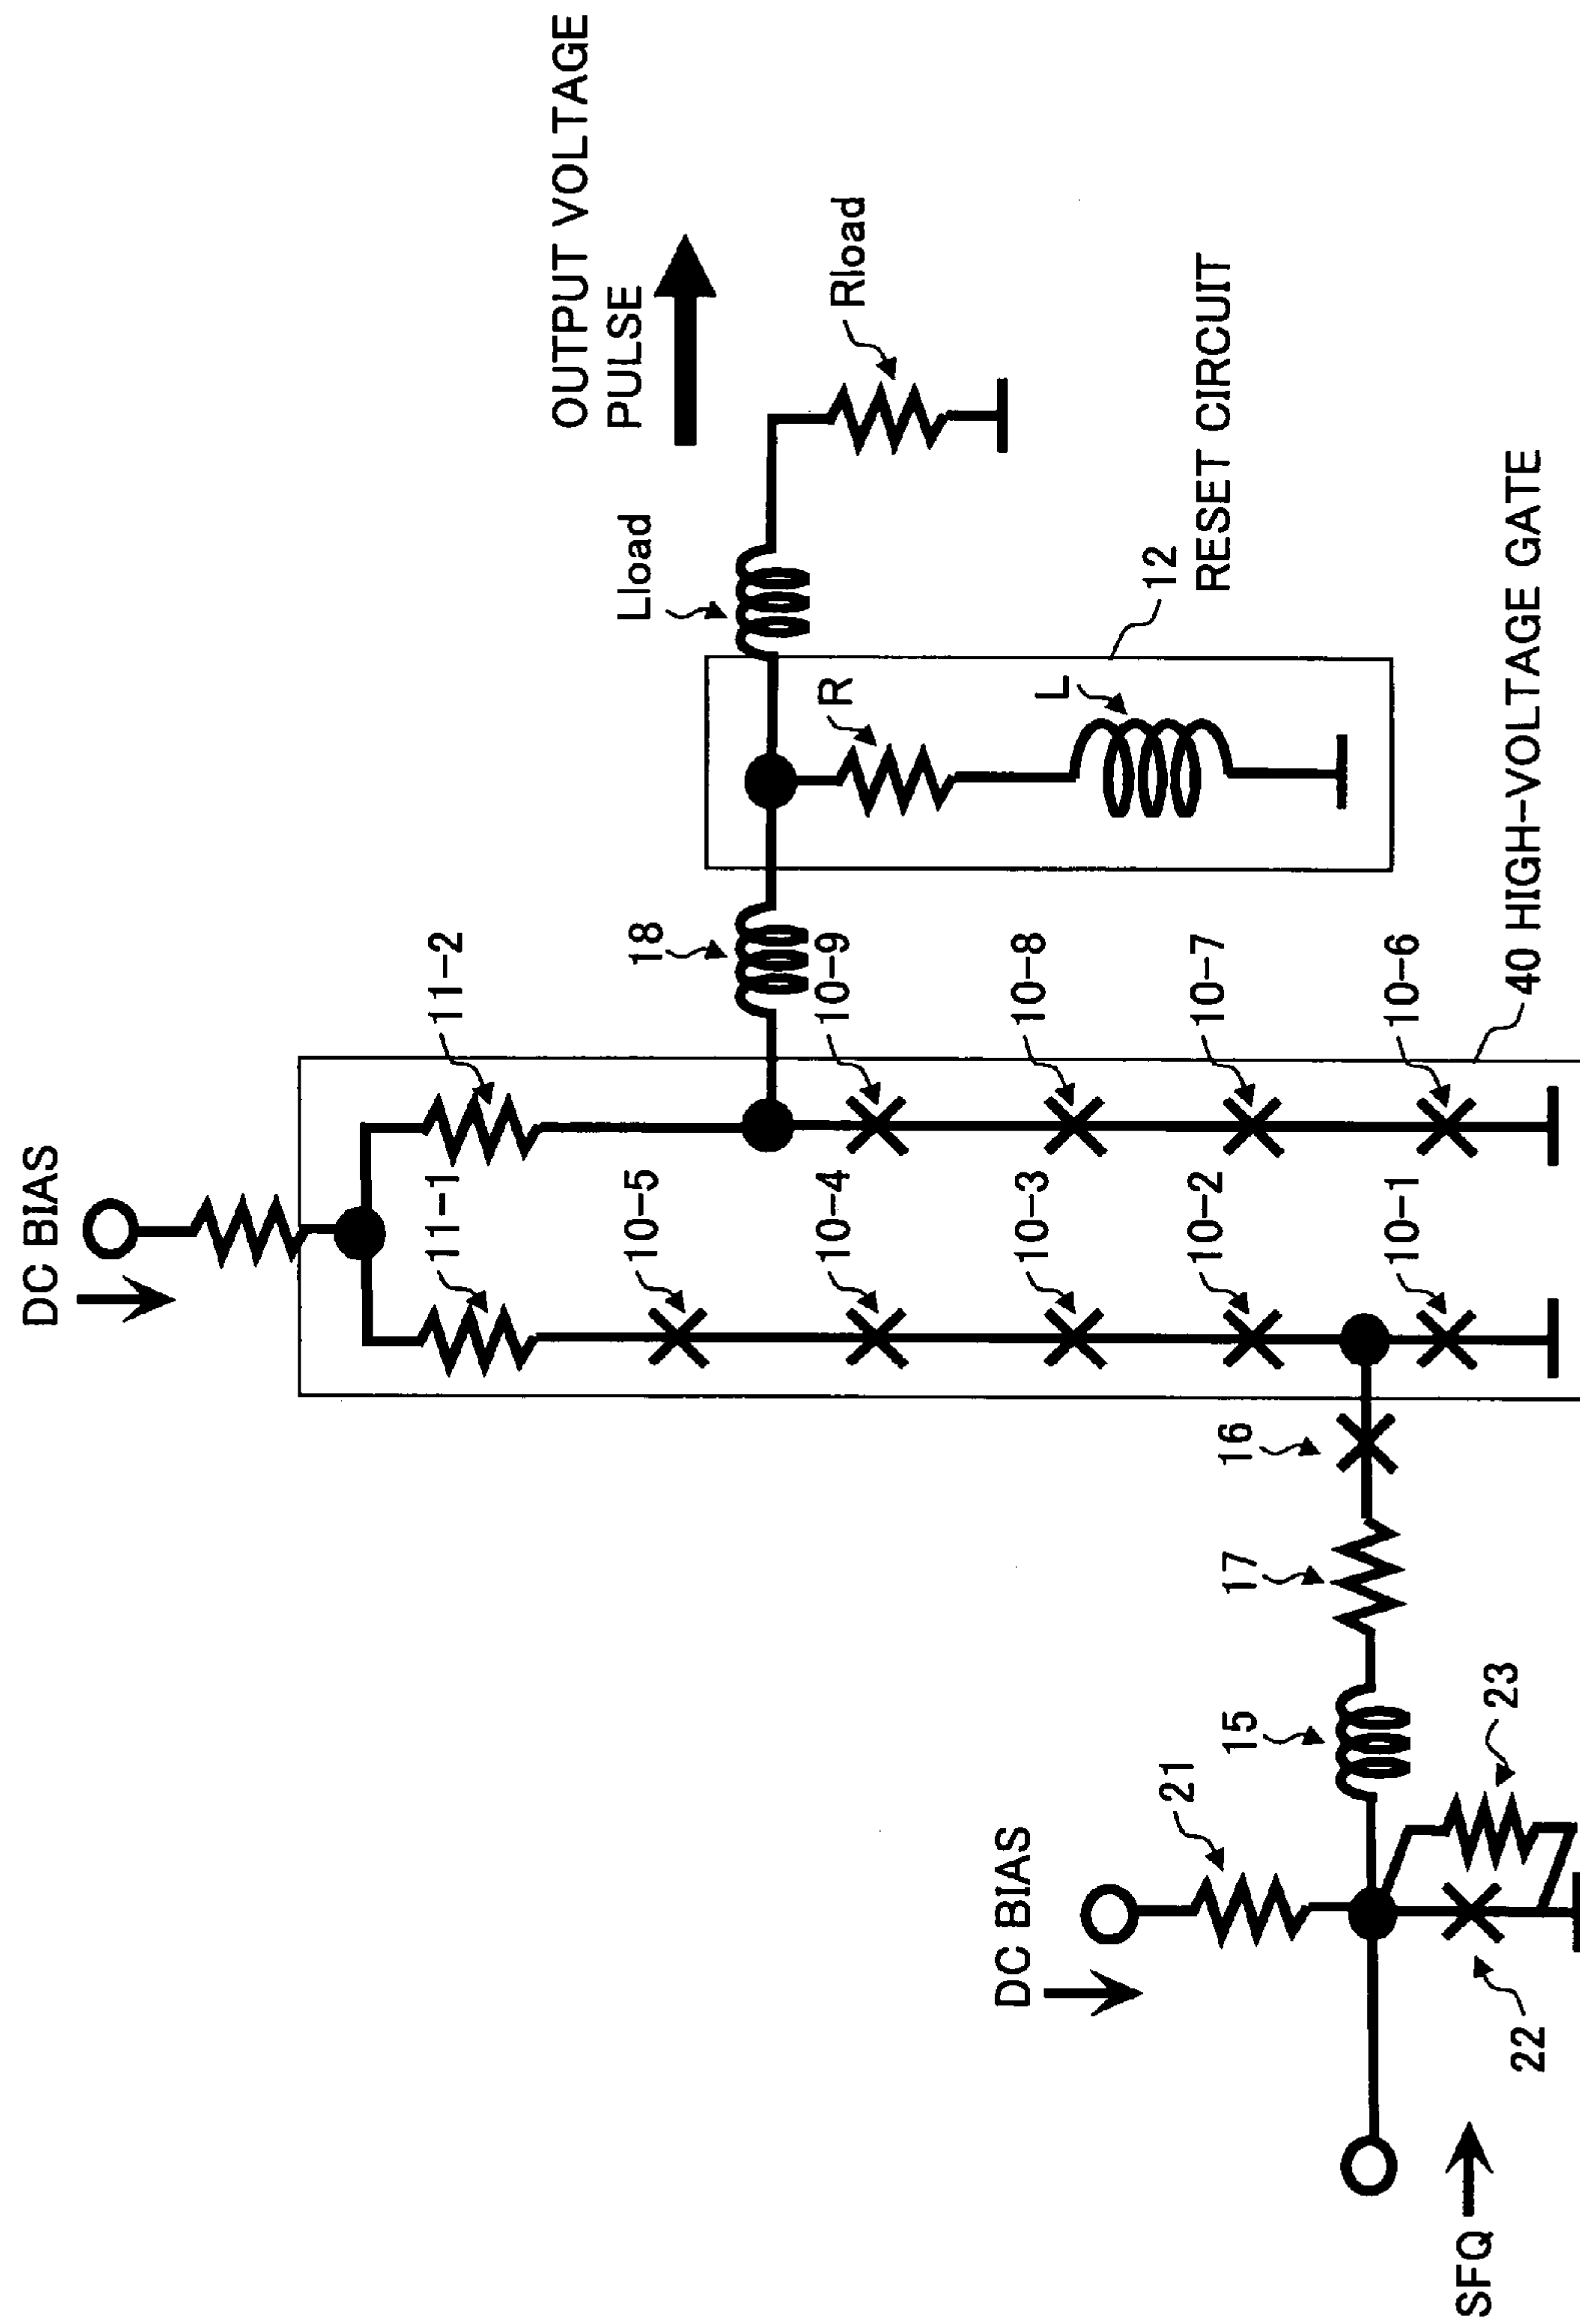 DC BIAS
OUTPUT VOLTAGE
PULSE
11-1
11-2
18
Lload
Rload
10-5
10-4
10-3
10-2
10-1
10-9
10-8
10-7
10-6
R
L
12
RESET CIRCUIT
40 HIGH-VOLTAGE GATE
DC BIAS
21
15
17
16
22
23
SFQ